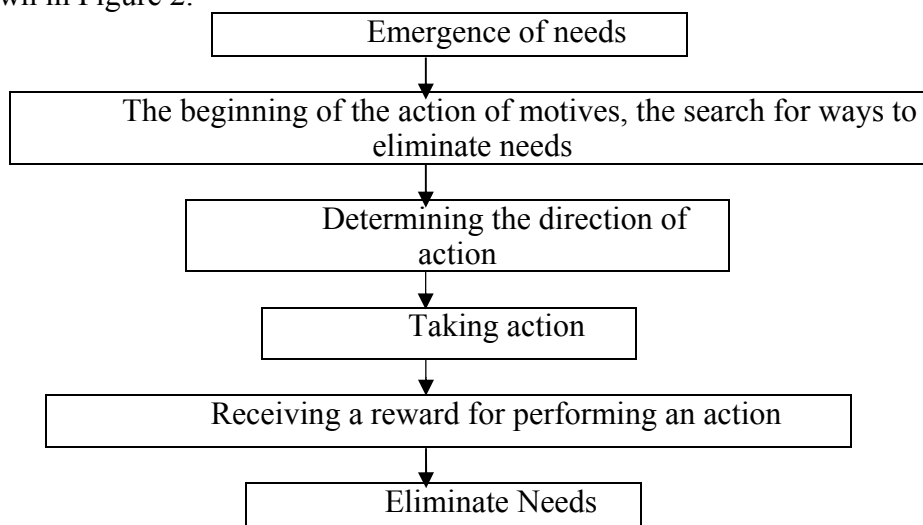 wn in Figure 2.
Emergence of needs
The beginning of the action of motives, the search for ways to
eliminate needs
Determining the direction of
action
Taking action
Receiving a reward for performing an action
Eliminate Needs